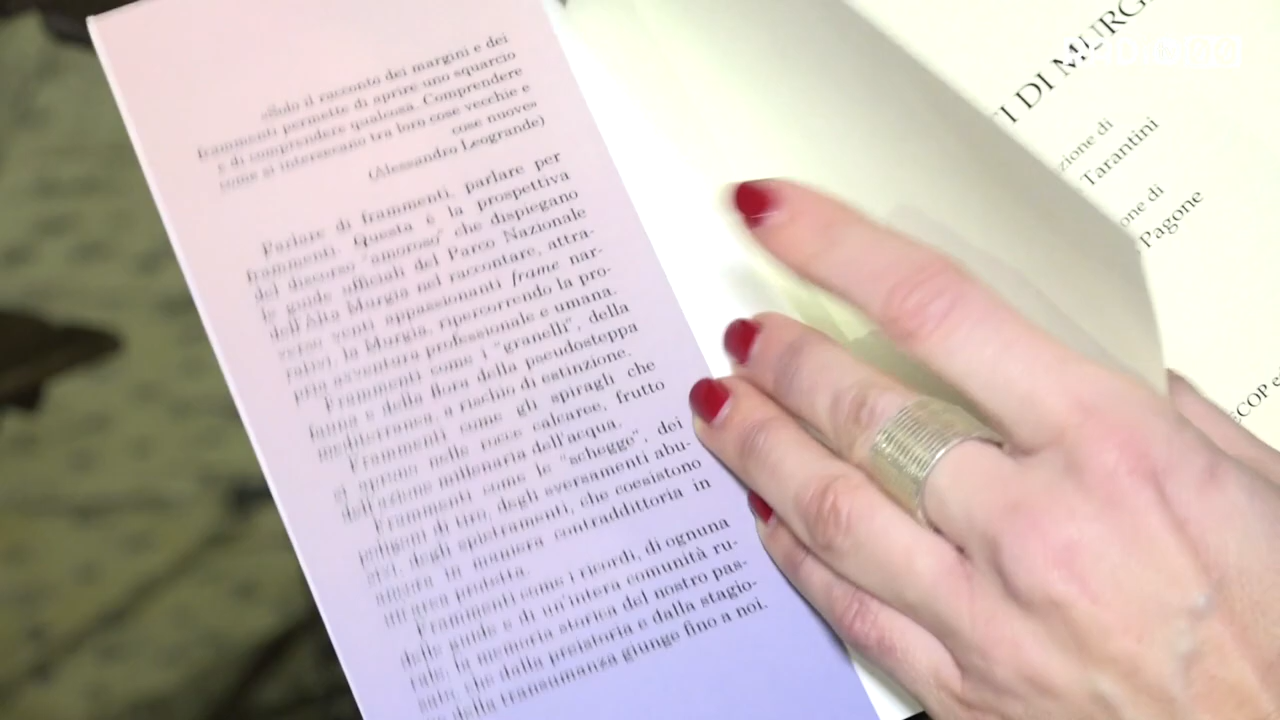 «Solo il racconto dei margini e dei
frammenti permette di aprire uno squarcio
e di comprendere qualcosa. Comprendere
come si intersecano tra loro cose vecchie e
cose nuove»
(Alessandro Leogrande)
Parlare di frammenti, parlare per
frammenti. Questa è la prospettiva
del discorso "amoroso" che dispiegano
le guide ufficiali del Parco Nazionale
dell'Alta Murgia nel raccontare, attra-
verso venti appassionanti frame nar-
rativi, la Murgia, ripercorrendo la pro-
pria avventura professionale e umana.
Frammenti come i "granelli", della
fauna e della flora della pseudosteppa
mediterranea, a rischio di estinzione.
Frammenti come gli spiragli che
si aprono nelle rocce calcaree, frutto
dell'azione millenaria dell'acqua.
Frammenti come le "schegge", dei
poligoni di tiro, degli sversamenti abu-
sivi, degli spietramenti, che coesistono
in maniera contraddittoria in
un'area protetta.
Frammenti come i ricordi, di ognuna
delle guide e di un'intera comunità ru-
rale, la memoria storica del nostro pas-
sato, che dalla preistoria e dalla stagio-
ne della transumanza giunge fino a noi.
TI DI MURG
zione di
Tarantini
one di
Pagone
COP